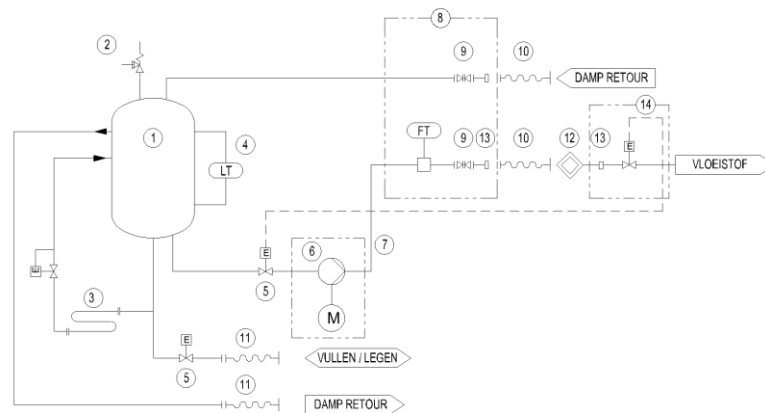 8
2
9
10
DAMP RETOUR
14
FT
1
4
9
13
10
12
13
E
LT
VLOEISTOF
E
6
7
E
3
5
M
E
11
VULLEN / LEGEN
5
11
DAMP RETOUR